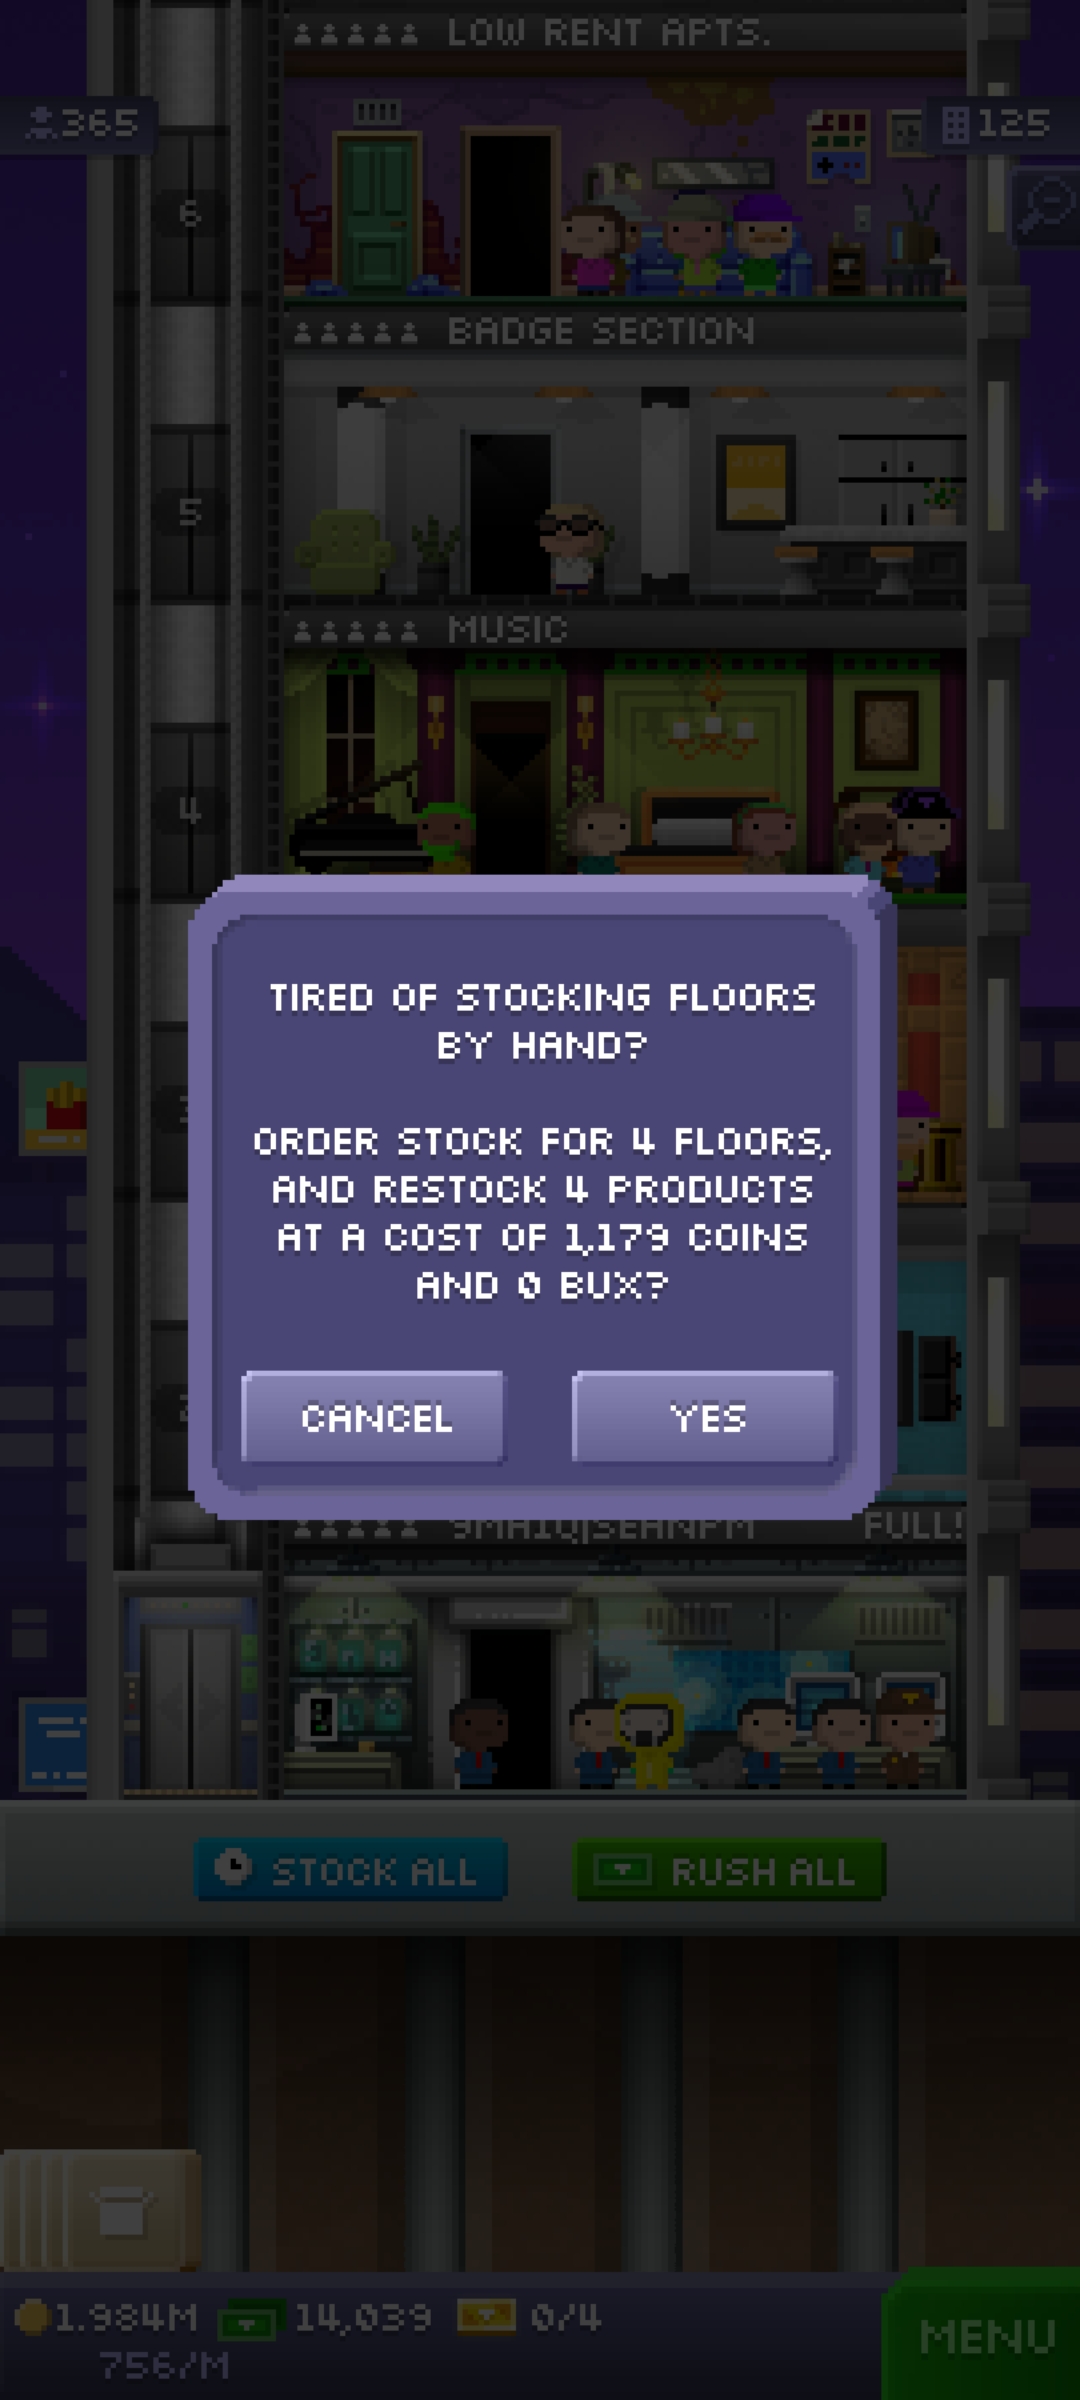 LOW RENT APTS.
365
125
6
BADGE SECTION
5
MUSIC
4
TIRED OF STOCKING FLOORS
BY HAND?
ORDER STOCK FOR 4 FLOORS,
AND RESTOCK 4 PRODUCTS
AT A COST OF 1,179 COINS
AND 0 BUX?
CANCEL
YES
FULL!
STOCK ALL
RUSH ALL
1.984M
14,039
0/4
756/M
MENU